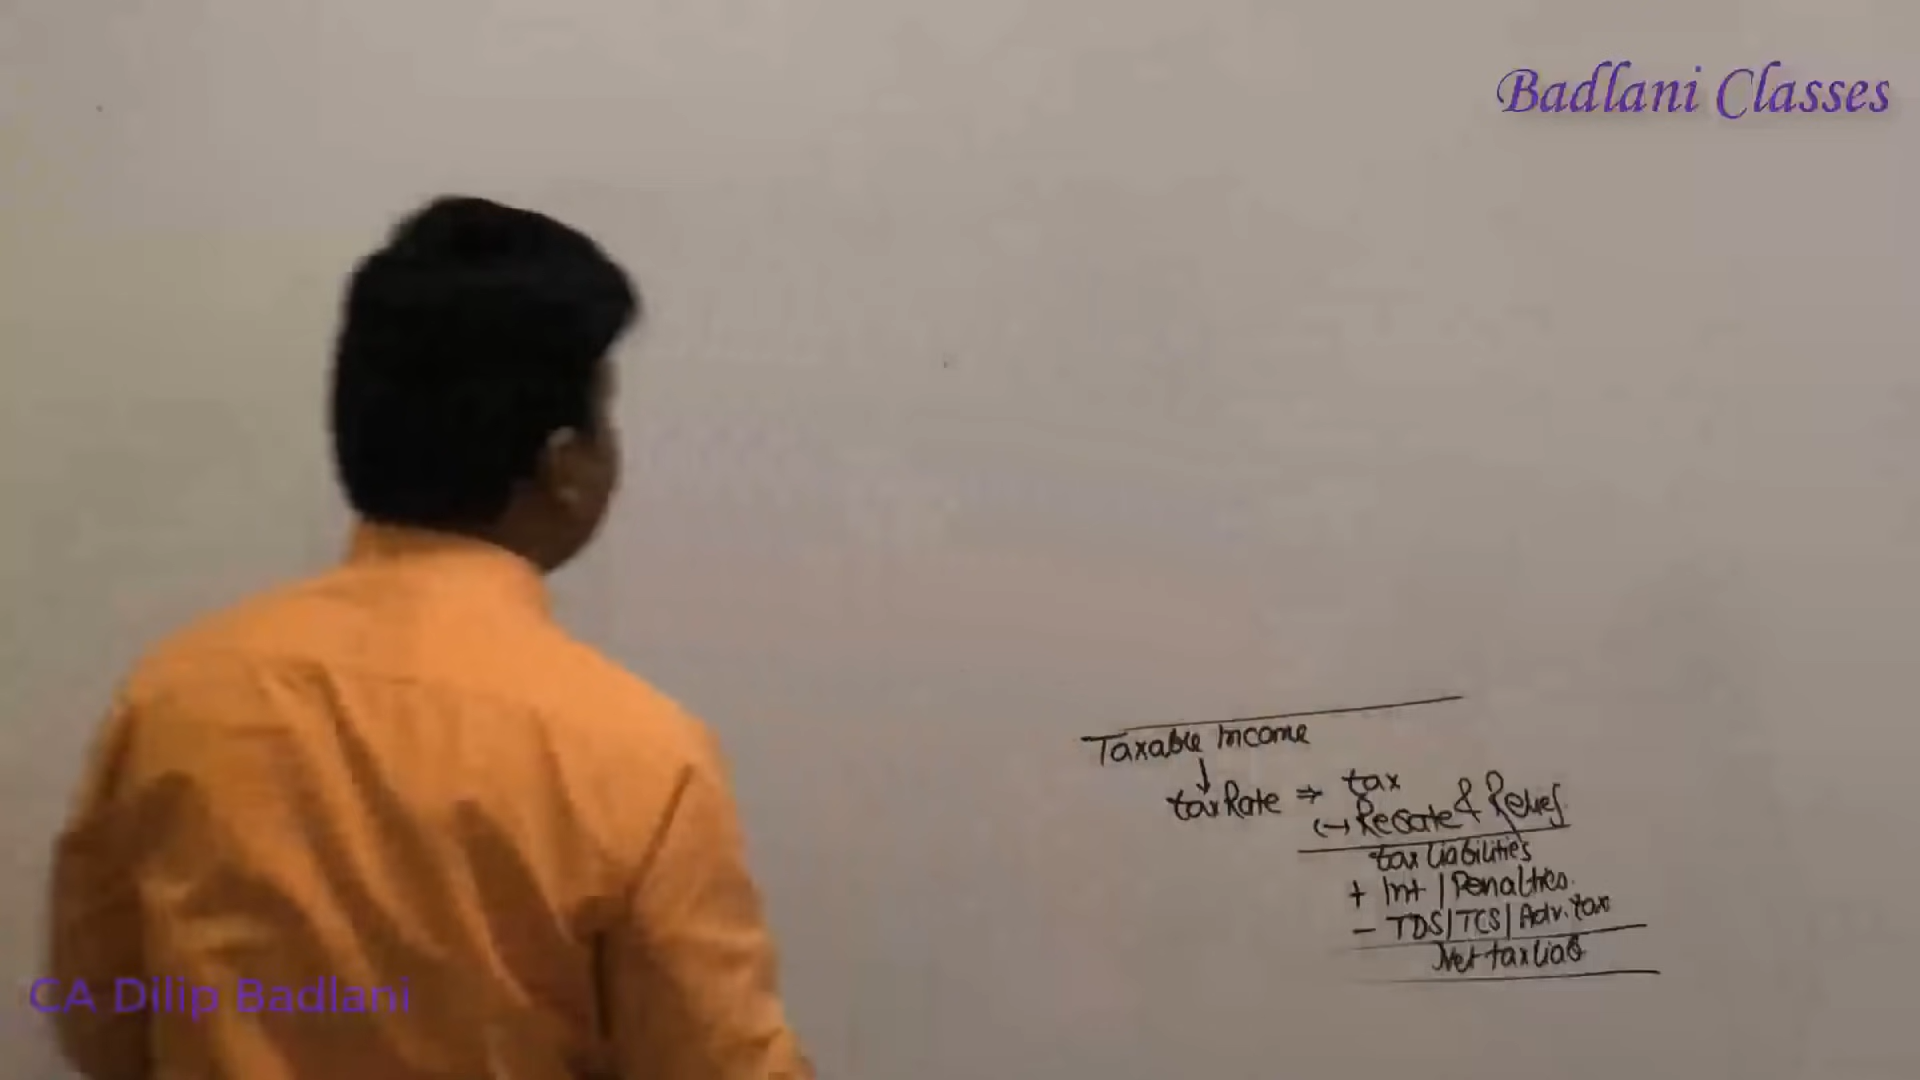 Badlani Classes
Taxable Income
↓
tax Rate ⇒ tax
(-) Rebate & Relief
tax liabilities
+ Int | Penalties.
- TDS | TCS | Adv. tax
Net tax liab
CA Dilip Badlani